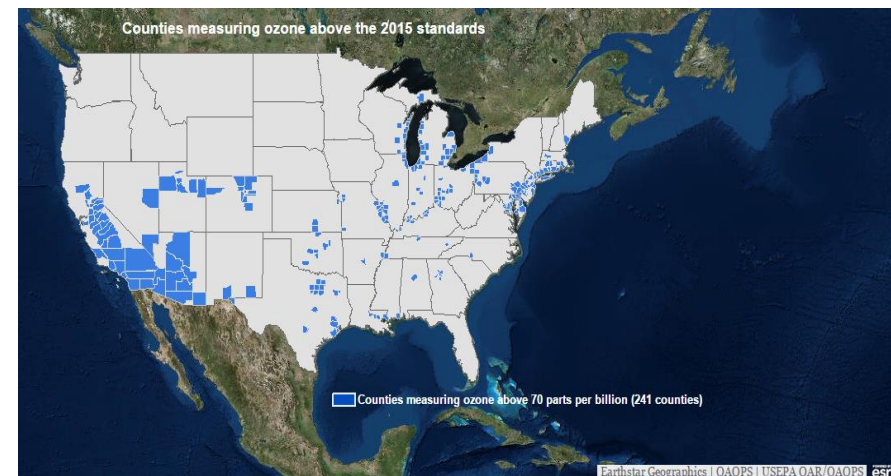 Counties measuring ozone above the 2015 standards
Counties measuring ozone above 70 parts per billion (241 counties)
Earthstar Geographics | OAQPS | USEPA OAR/OAQPS esri